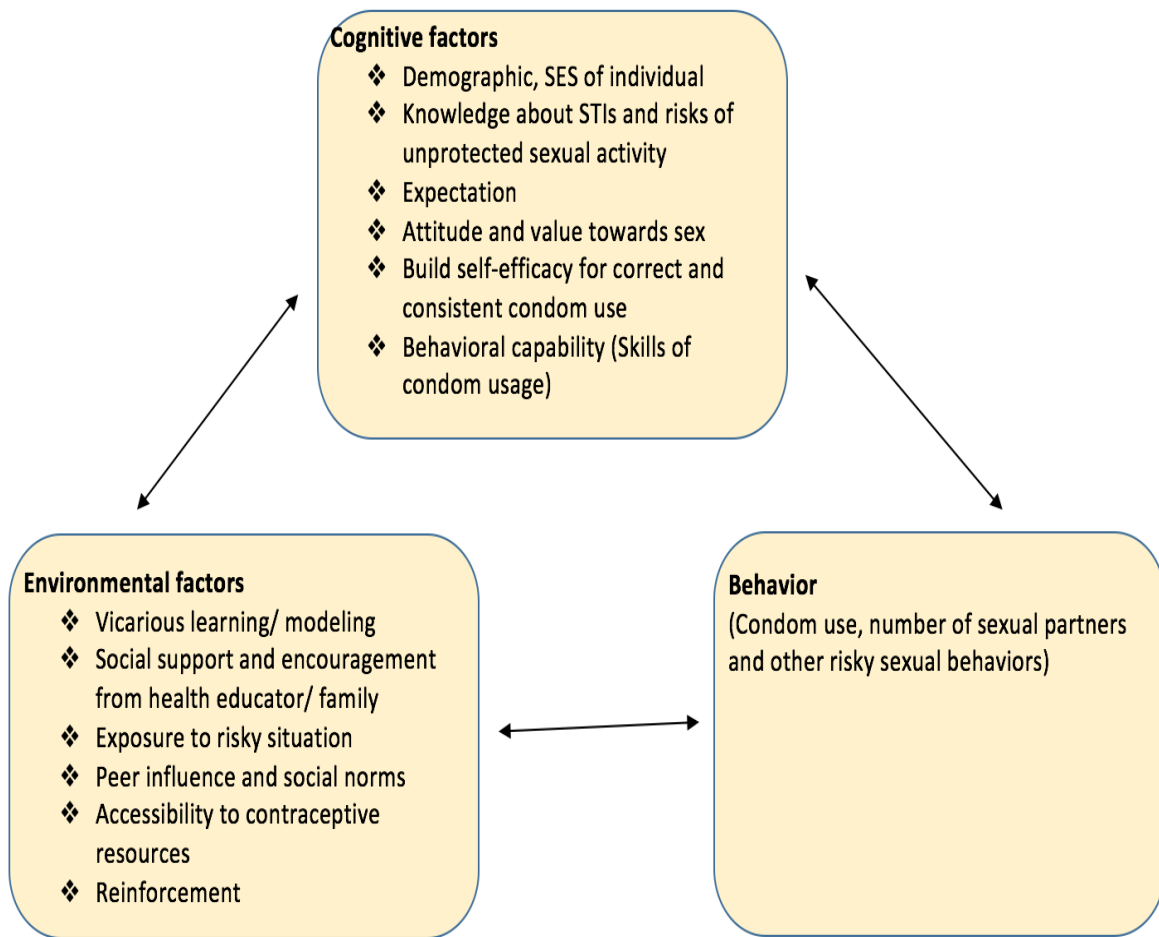 Cognitive factors
❖ Demographic, SES of individual
❖ Knowledge about STIs and risks of
unprotected sexual activity
❖ Expectation
❖ Attitude and value towards sex
❖ Build self-efficacy for correct and
consistent condom use
❖ Behavioral capability (Skills of
condom usage)
Environmental factors
❖ Vicarious learning/ modeling
❖ Social support and encouragement
from health educator/ family
❖ Exposure to risky situation
❖ Peer influence and social norms
❖ Accessibility to contraceptive
resources
❖ Reinforcement
Behavior
(Condom use, number of sexual partners
and other risky sexual behaviors)